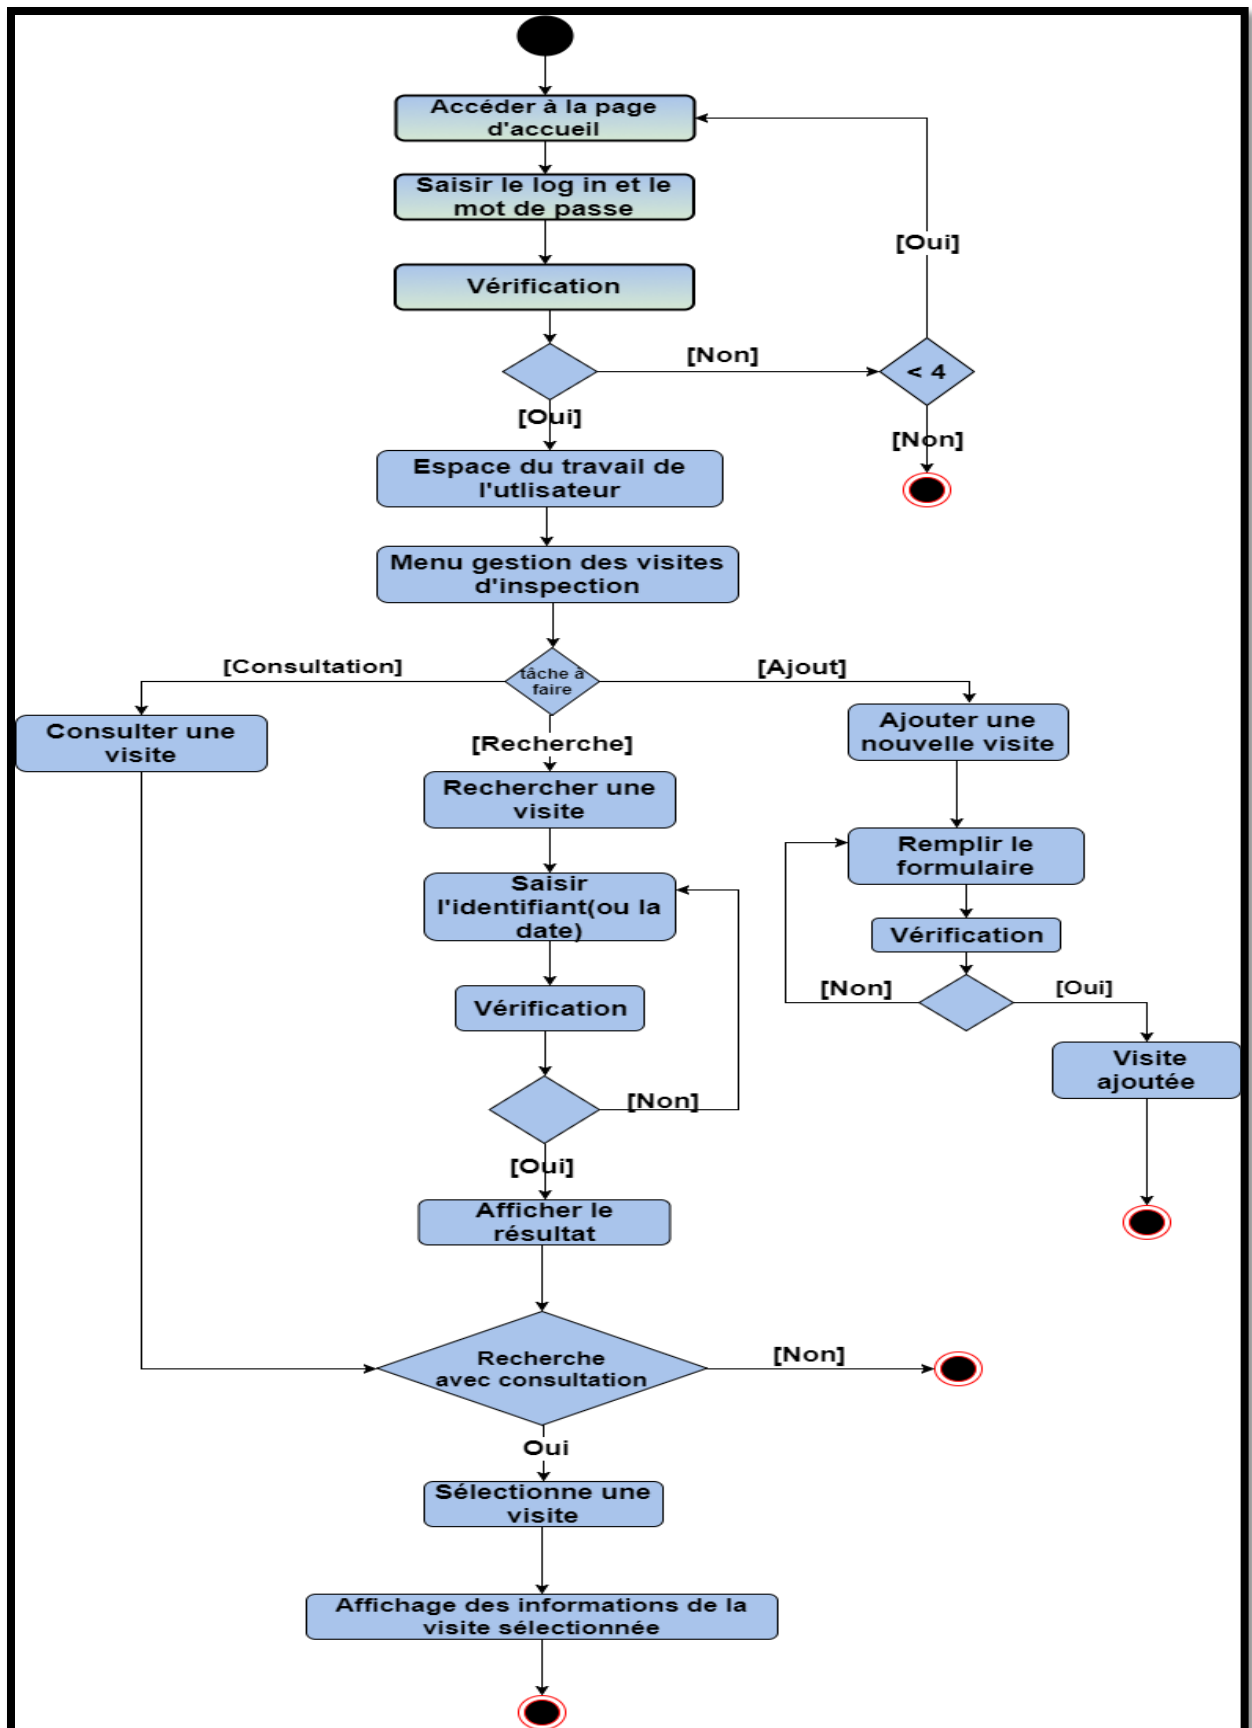 Accéder à la page
d'accueil
Saisir le log in et le
mot de passe
[Oui]
Vérification
[Non]
< 4
[Oui]
[Non]
Espace du travail de
l'utlisateur
Menu gestion des visites
d'inspection
[Consultation]
tâche à
faire
[Ajout]
Consulter une
visite
[Recherche]
Ajouter une
nouvelle visite
Rechercher une
visite
Remplir le
formulaire
Saisir
l'identifiant(ou la
date)
Vérification
[Non]
[Oui]
Vérification
Visite
ajoutée
[Non]
[Oui]
Afficher le
résultat
Recherche
avec consultation
[Non]
Oui
Sélectionne une
visite
Affichage des informations de la
visite sélectionnée